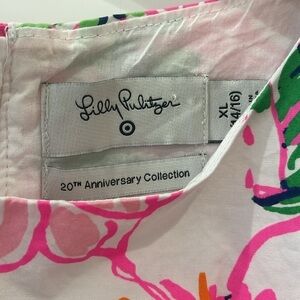 Lilly Pulitzer
20TH Anniversary Collection
XL
(14/16)